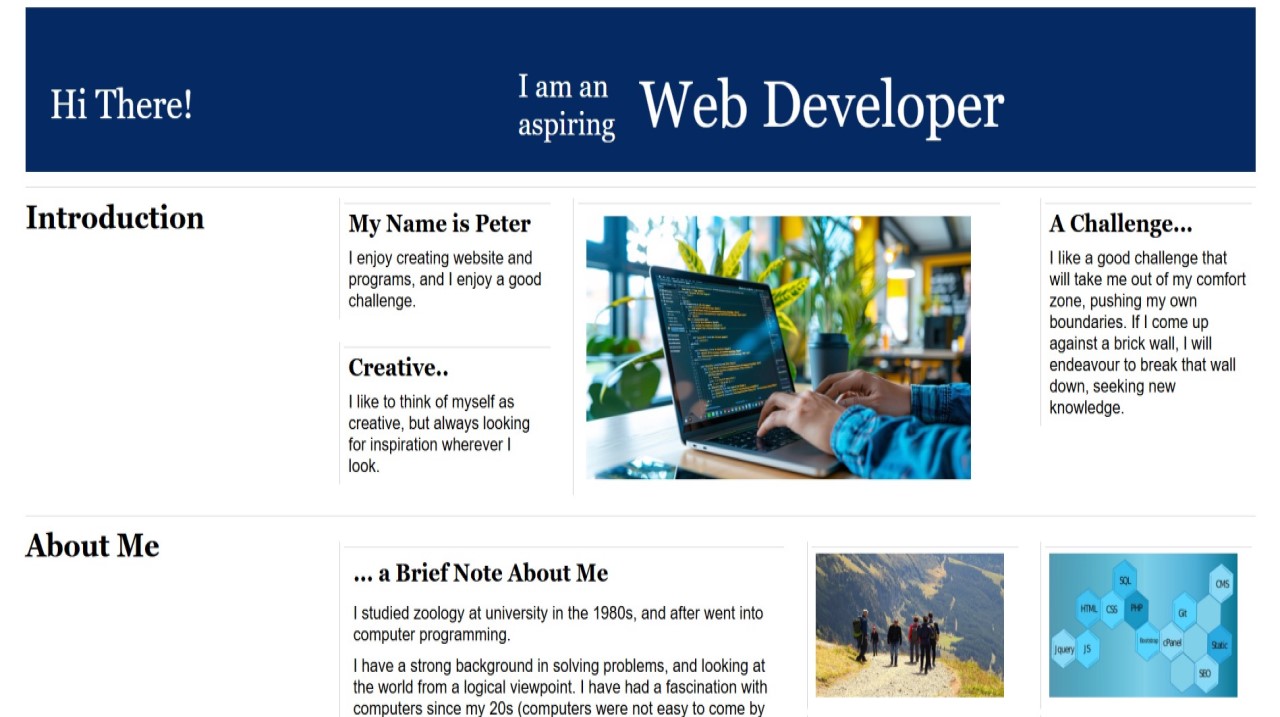 Hi There!
I am an
aspiring
Web Developer
Introduction
My Name is Peter
I enjoy creating website and
programs, and I enjoy a good
challenge.
Creative..
I like to think of myself as
creative, but always looking
for inspiration wherever I
look.
A Challenge...
I like a good challenge that
will take me out of my comfort
zone, pushing my own
boundaries. If I come up
against a brick wall, I will
endeavour to break that wall
down, seeking new
knowledge.
About Me
... a Brief Note About Me
I studied zoology at university in the 1980s, and after went into
computer programming.
I have a strong background in solving problems, and looking at
the world from a logical viewpoint. I have had a fascination with
computers since my 20s (computers were not easy to come by
SQL
CMS
HTML
CSS
PHP
Git
Jquery
JS
Bootstrap
cPanel
Static
SEO